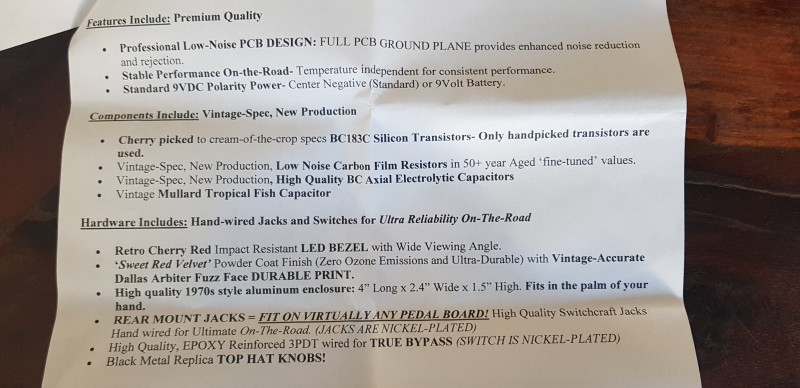 Features Include: Premium Quality
• Professional Low-Noise PCB DESIGN: FULL PCB GROUND PLANE provides enhanced noise reduction
and rejection.
• Stable Performance On-the-Road- Temperature independent for consistent performance.
• Standard 9VDC Polarity Power- Center Negative (Standard) or 9Volt Battery.
Components Include: Vintage-Spec, New Production
• Cherry picked to cream-of-the-crop specs BC183C Silicon Transistors- Only handpicked transistors are
used.
• Vintage-Spec, New Production, Low Noise Carbon Film Resistors in 50+ year Aged ‘fine-tuned’ values.
• Vintage-Spec, New Production, High Quality BC Axial Electrolytic Capacitors
• Vintage Mullard Tropical Fish Capacitor
Hardware Includes: Hand-wired Jacks and Switches for Ultra Reliability On-The-Road
• Retro Cherry Red Impact Resistant LED BEZEL with Wide Viewing Angle.
• ‘Sweet Red Velvet’ Powder Coat Finish (Zero Ozone Emissions and Ultra-Durable) with Vintage-Accurate
Dallas Arbiter Fuzz Face DURABLE PRINT.
• High quality 1970s style aluminum enclosure: 4” Long x 2.4” Wide x 1.5” High. Fits in the palm of your
hand.
• REAR MOUNT JACKS = FIT ON VIRTUALLY ANY PEDAL BOARD! High Quality Switchcraft Jacks
Hand wired for Ultimate On-The-Road. (JACKS ARE NICKEL-PLATED)
• High Quality, EPOXY Reinforced 3PDT wired for TRUE BYPASS (SWITCH IS NICKEL-PLATED)
• Black Metal Replica TOP HAT KNOBS!